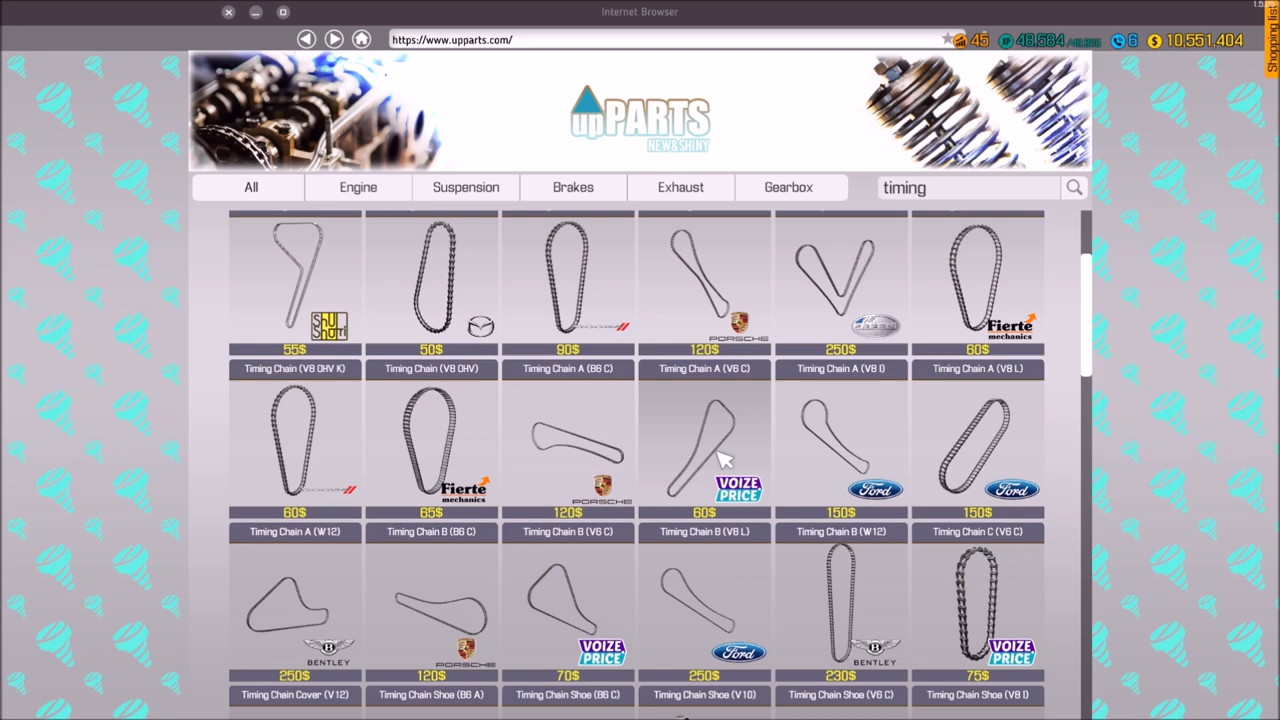 Internet Browser
1.5.
Shopping list
https://www.upparts.com/
45
48,584
6
10,551,404
upPARTS
NEW&SHINY
All Engine Suspension Brakes Exhaust Gearbox
timing
Shut Shutri
DODGE
PORSCHE
Fierte mechanics
55$ 50$ 90$ 120$ 250$ 60$
Timing Chain (V8 OHV K) Timing Chain (V8 OHV) Timing Chain A (B6 C) Timing Chain A (V6 C) Timing Chain A (V8 I) Timing Chain A (V8 L)
DODGE
Fierte mechanics
PORSCHE
VOIZE PRICE
Ford
Ford
60$ 65$ 120$ 60$ 150$ 150$
Timing Chain A (W12) Timing Chain B (B6 C) Timing Chain B (V6 C) Timing Chain B (V8 L) Timing Chain B (W12) Timing Chain C (V6 C)
BENTLEY
PORSCHE
VOIZE PRICE
Ford
BENTLEY
VOIZE PRICE
250$ 120$ 70$ 250$ 230$ 75$
Timing Chain Cover (V12) Timing Chain Shoe (B6 A) Timing Chain Shoe (B6 C) Timing Chain Shoe (V10) Timing Chain Shoe (V6 C) Timing Chain Shoe (V8 I)